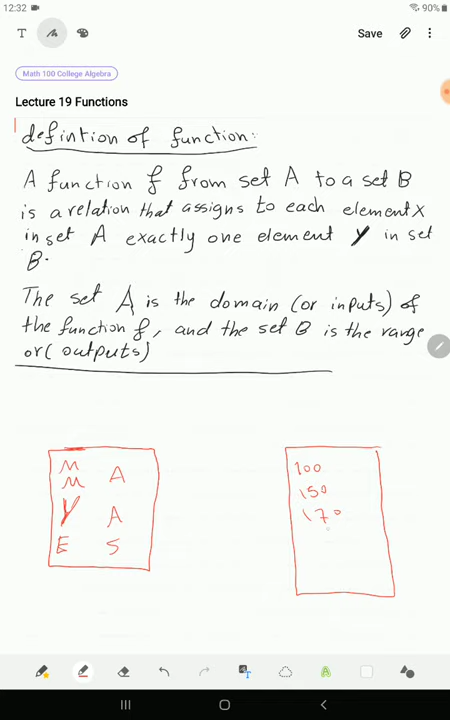 12:32
90%
T
Save
Math 100 College Algebra
Lecture 19 Functions
defintion of function:
A function f from set A to a set B
is a relation that assigns to each element X
in set A exactly one element Y in set
B.
The set A is the domain (or inputs) of
the function f, and the set B is the range
or( outputs)
M
M A
Y A
E S
100
150
170